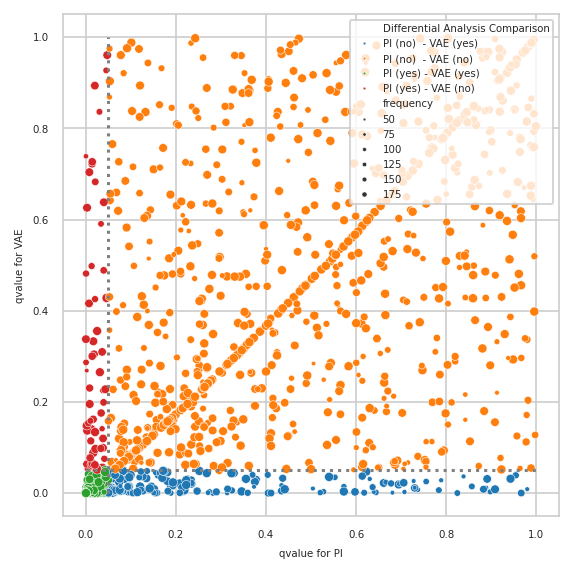 1.0
0.8
0.6
0.4
0.2
0.0
qvalue for VAE
0.0
0.2
0.4
0.6
0.8
1.0
qvalue for PI
Differential Analysis Comparison
PI (no)  - VAE (yes)
PI (no)  - VAE (no)
PI (yes) - VAE (yes)
PI (yes) - VAE (no)
frequency
50
75
100
125
150
175